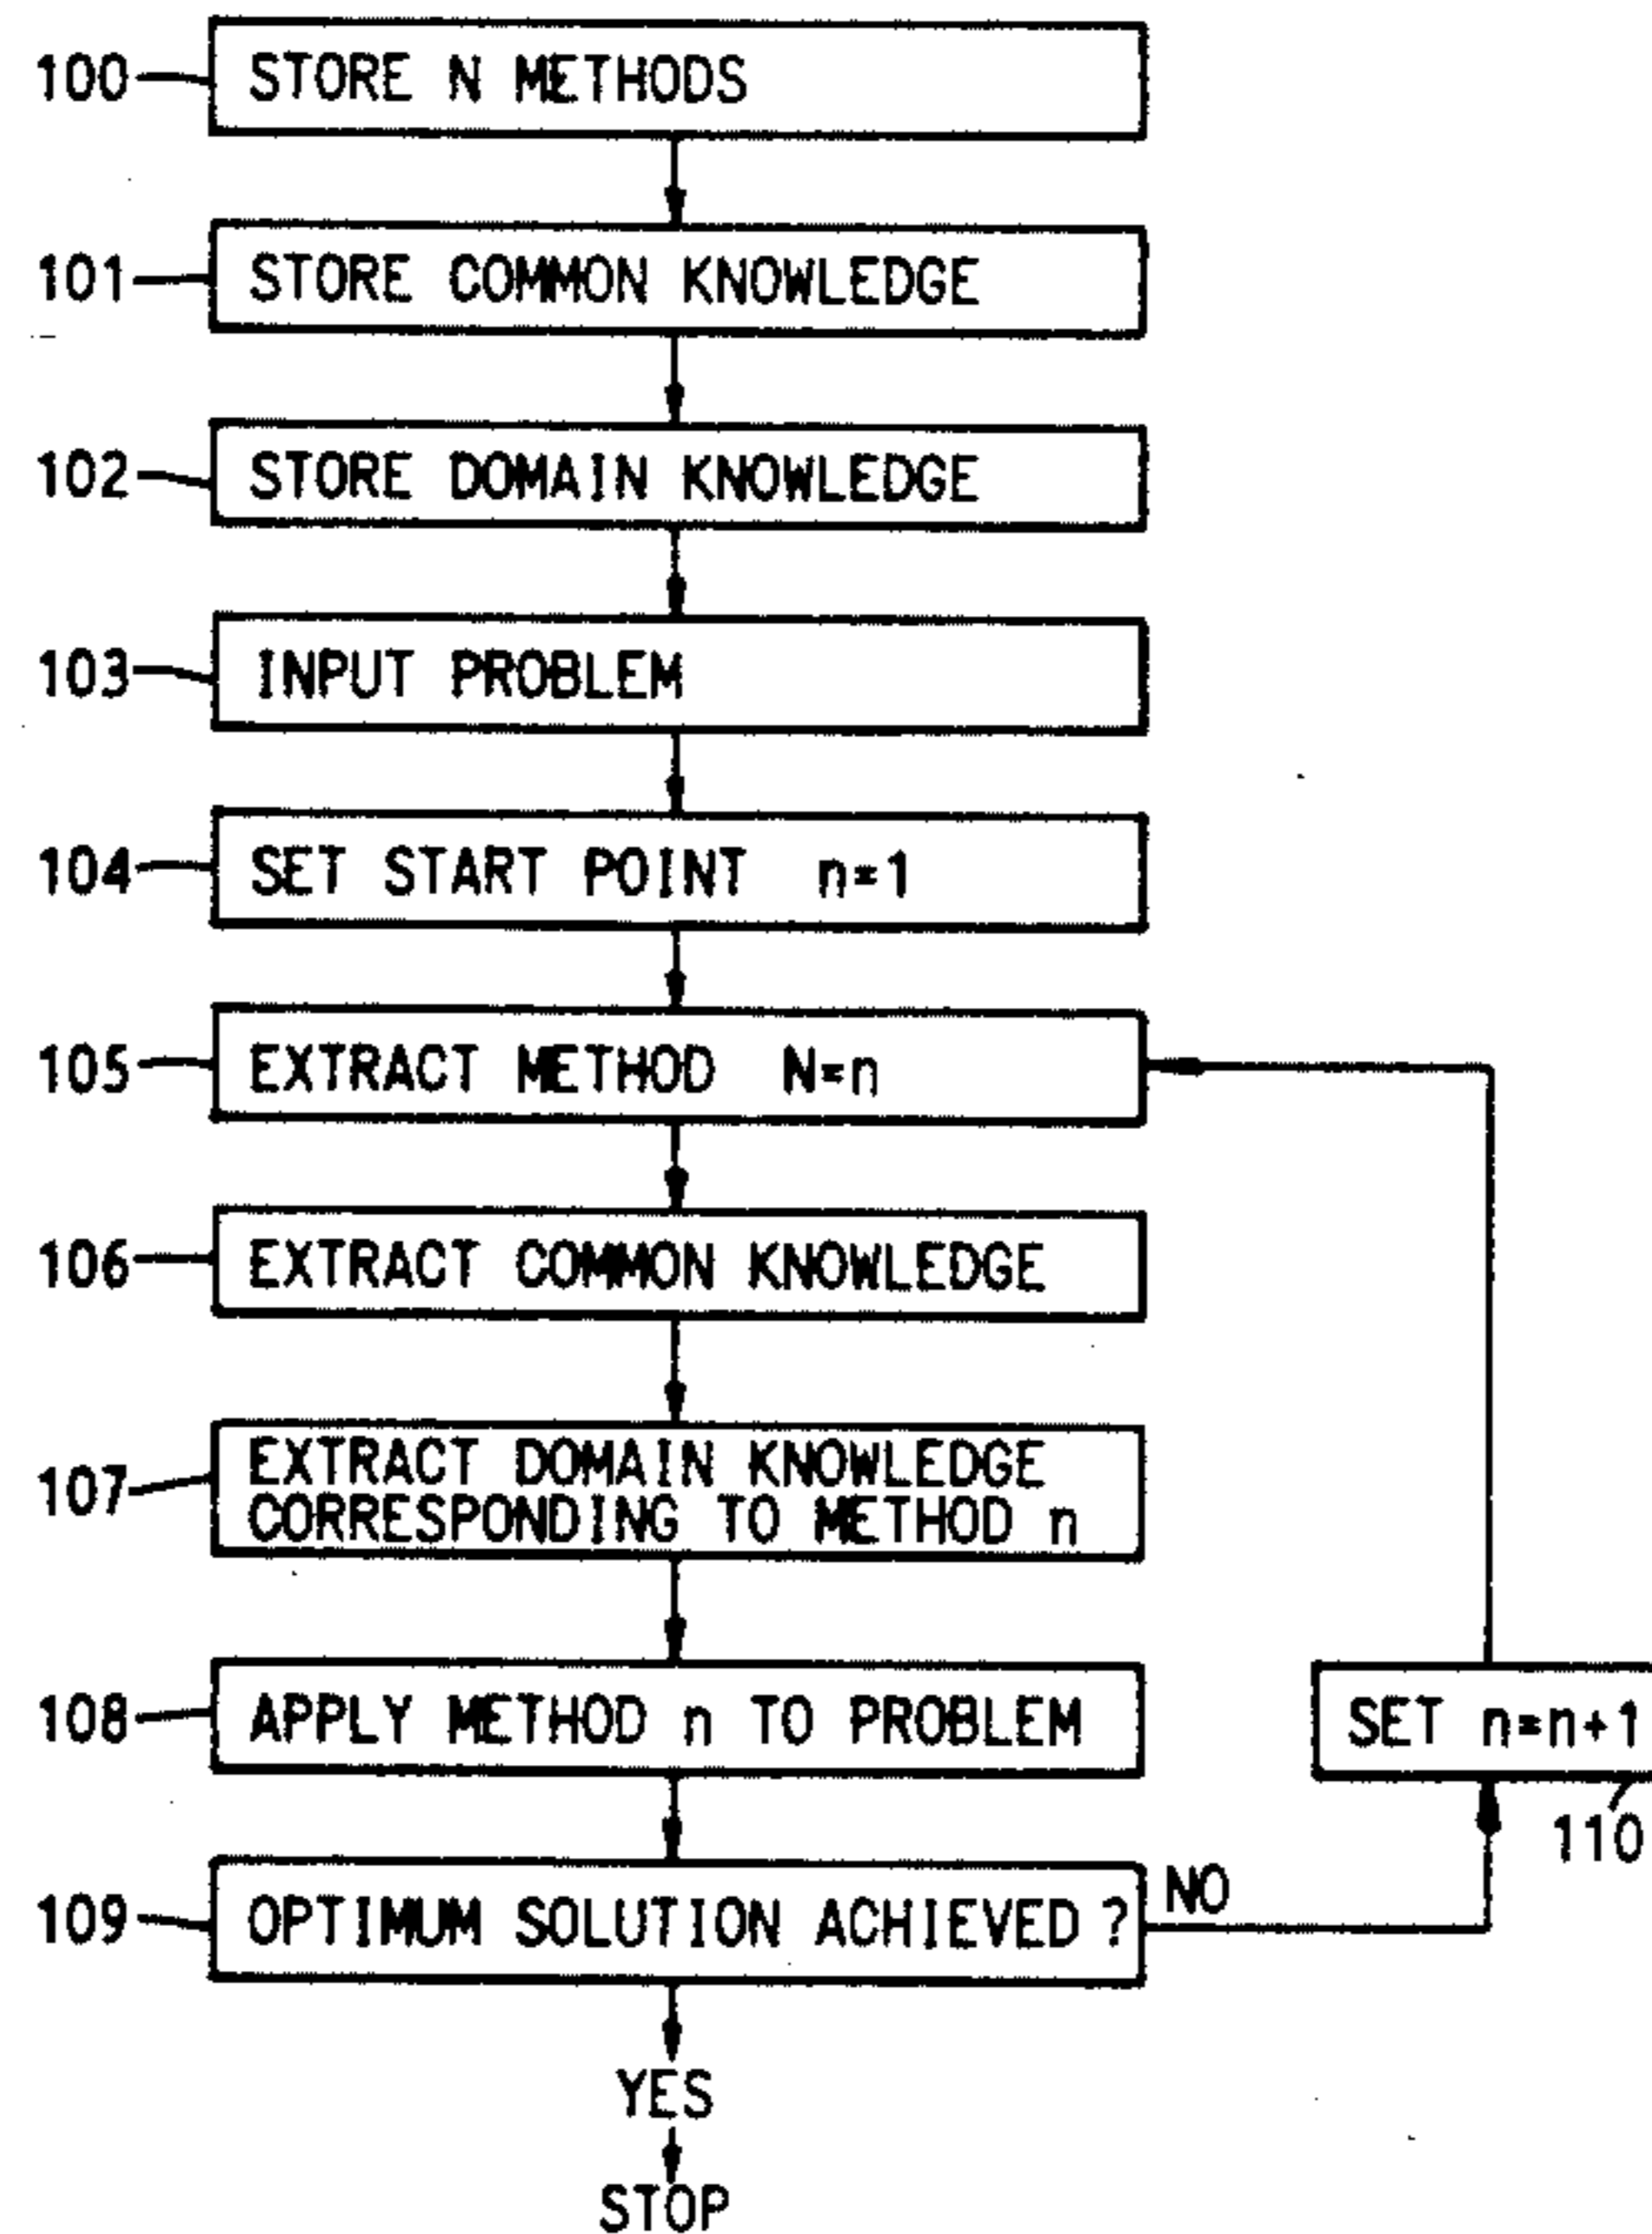 100 STORE N METHODS
101 STORE COMMON KNOWLEDGE
102 STORE DOMAIN KNOWLEDGE
103 INPUT PROBLEM
104 SET START POINT n=1
105 EXTRACT METHOD N=n
106 EXTRACT COMMON KNOWLEDGE
107 EXTRACT DOMAIN KNOWLEDGE
CORRESPONDING TO METHOD n
108 APPLY METHOD n TO PROBLEM
SET n=n+1
110
109 OPTIMUM SOLUTION ACHIEVED ?
NO
YES
STOP